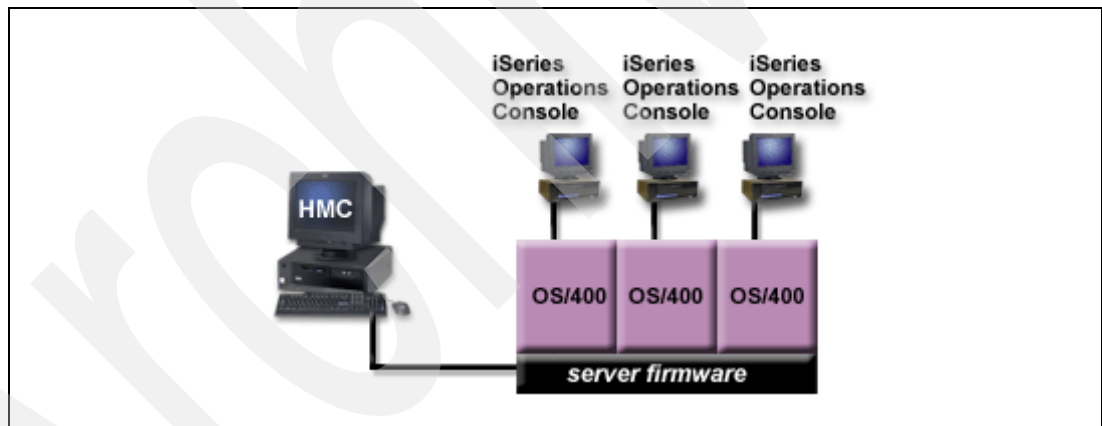 iSeries
Operations
Console
iSeries
Operations
Console
iSeries
Operations
Console
HMC
OS/400
OS/400
OS/400
server firmware